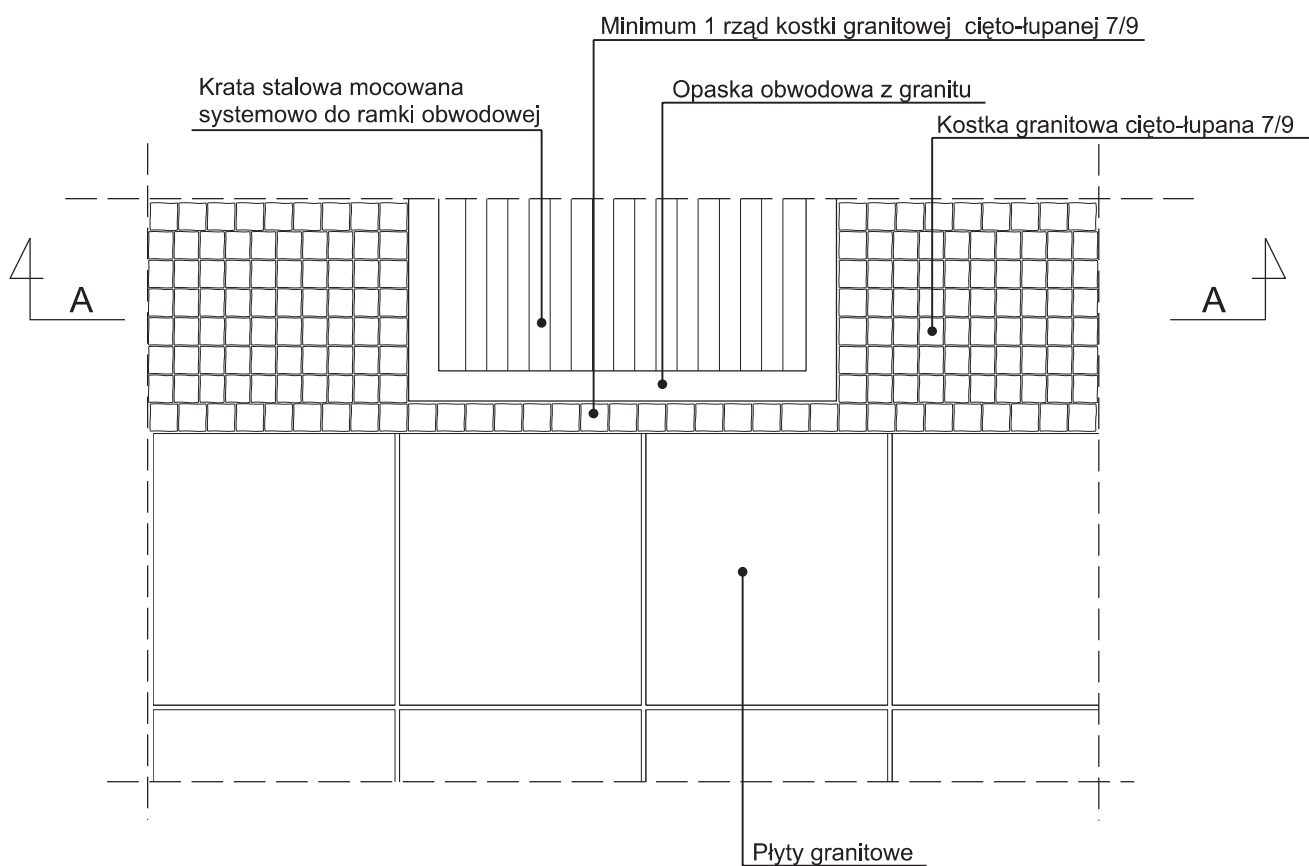 Minimum 1 rząd kostki granitowej cięto-łupanej 7/9
Krata stalowa mocowana
systemowo do ramki obwodowej
Opaska obwodowa z granitu
Kostka granitowa cięto-łupana 7/9
A
A
Płyty granitowe